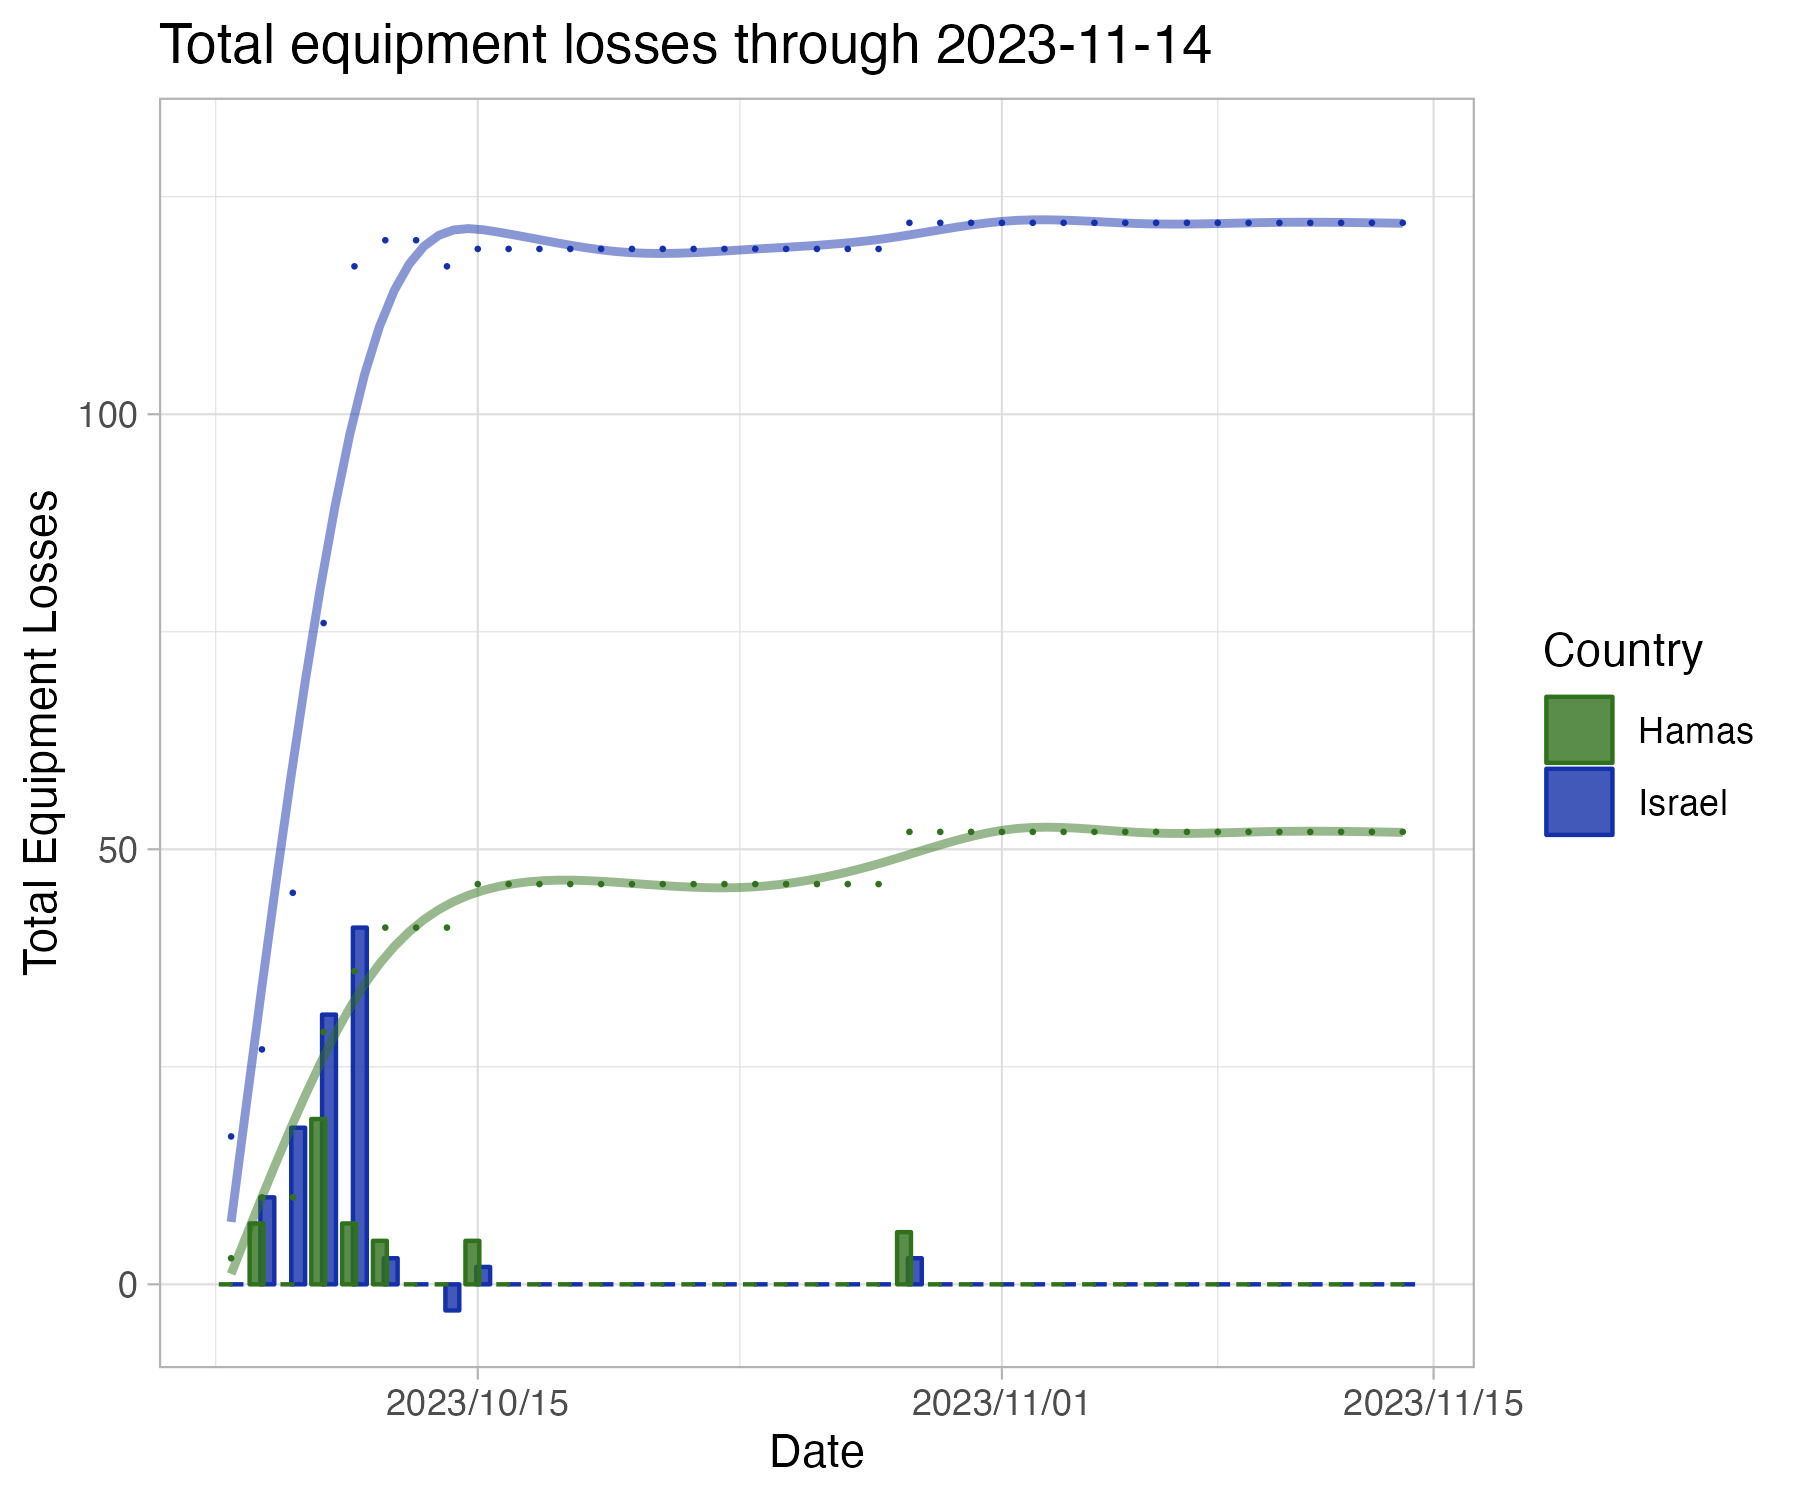 Total equipment losses through 2023-11-14
Total Equipment Losses
100
50
0
2023/10/15
2023/11/01
2023/11/15
Date
Country
Hamas
Israel